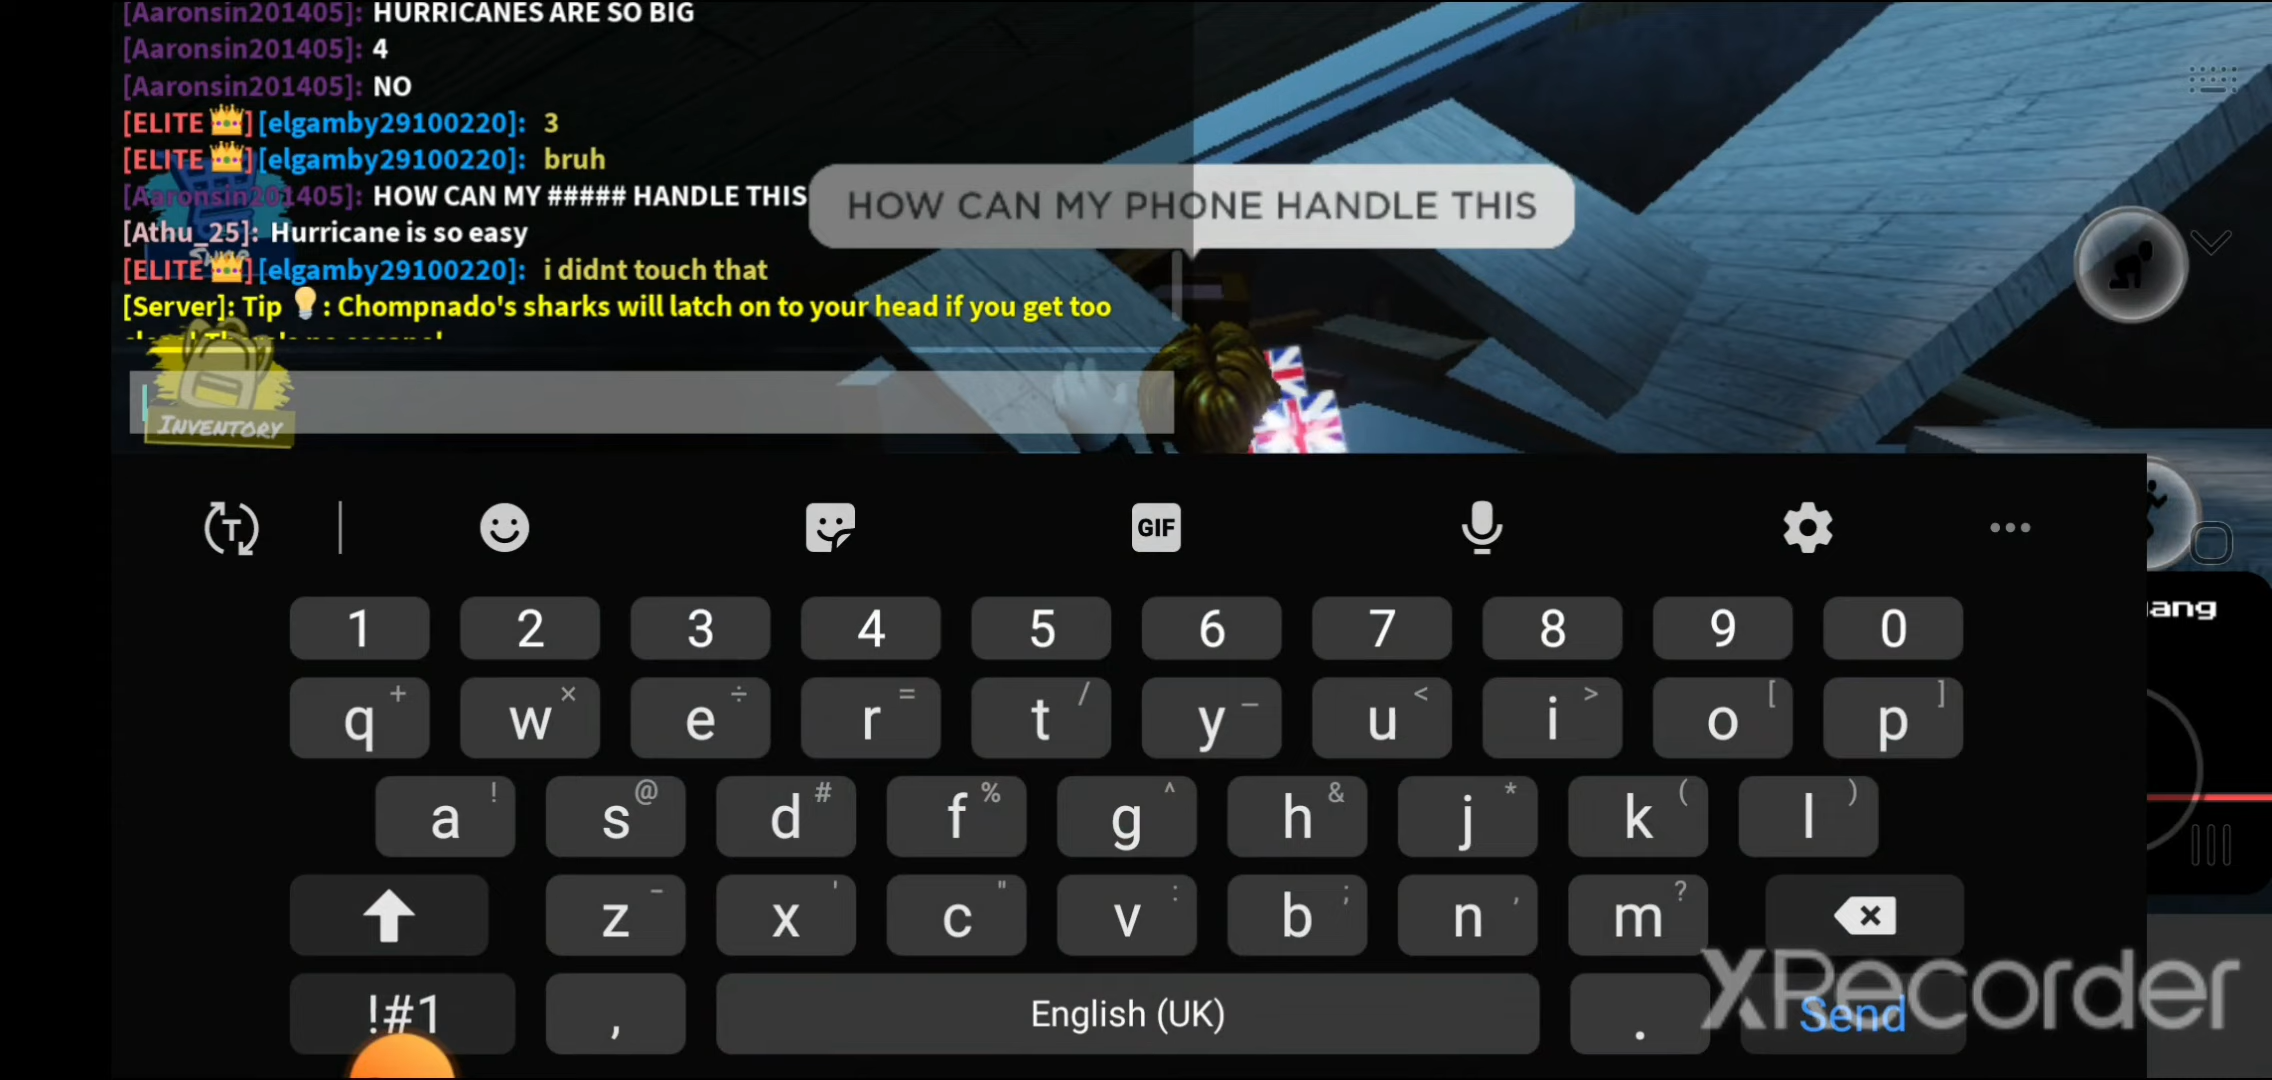 [Aaronsin201405]: HURRICANES ARE SO BIG
[Aaronsin201405]: 4
[Aaronsin201405]: NO
[ELITE👑][elgamby29100220]: 3
[ELITE👑][elgamby29100220]: bruh
[Aaronsin201405]: HOW CAN MY ##### HANDLE THIS
HOW CAN MY PHONE HANDLE THIS
[Athu_25]: Hurricane is so easy
[ELITE👑][elgamby29100220]: i didnt touch that
[Server]: Tip 💡: Chompnado's sharks will latch on to your head if you get too
INVENTORY
T
GIF
1 2 3 4 5 6 7 8 9 0
+ × ÷ = / _ < > [ ]
q w e r t y u i o p
! @ # % ^ & * ( )
a s d f g h j k l
- ' " : ; , ?
z x c v b n m
!#1 , English (UK) . Send
ang
XRecorder